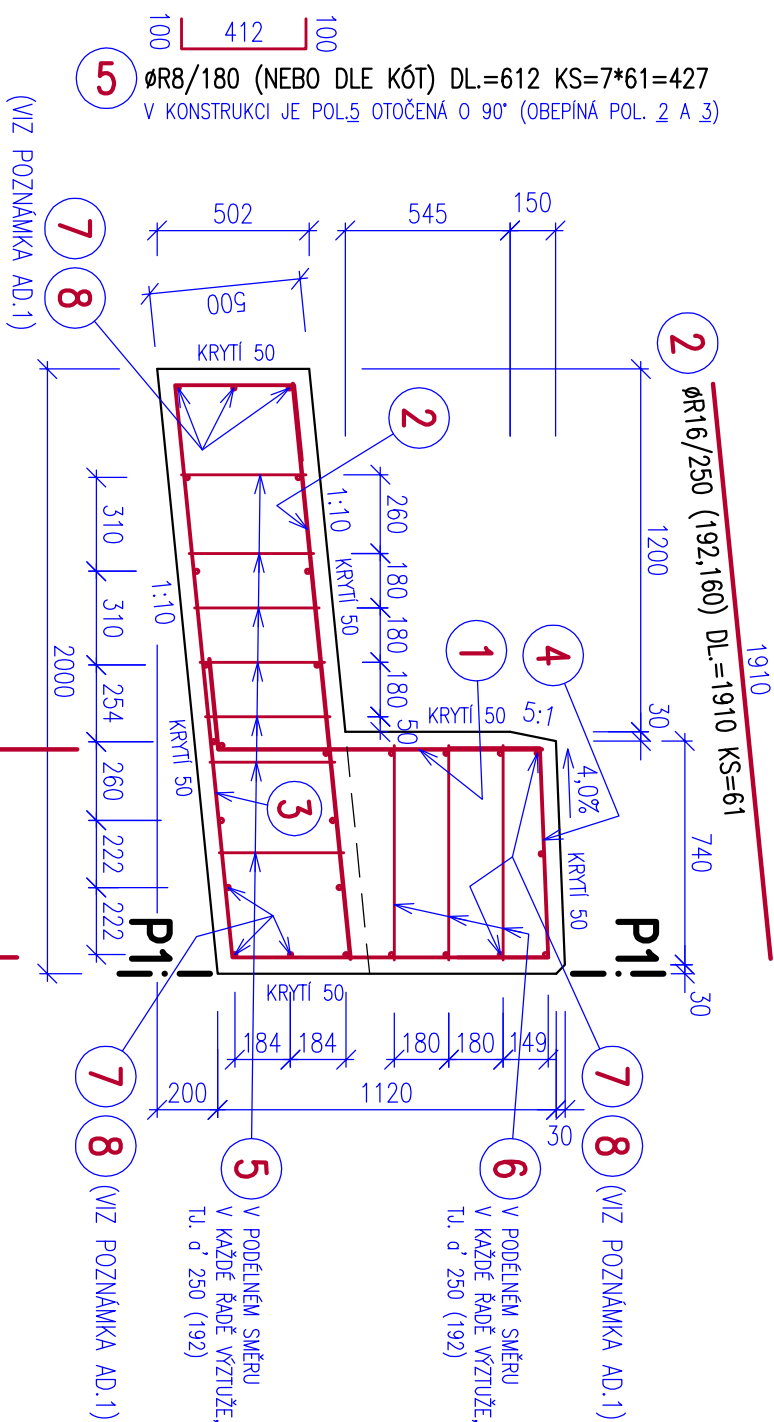 100
412
100
5
øR8/180 (NEBO DLE KÓT) DL.=612 KS=7*61=427
V KONSTRUKCI JE POL.5 OTOČENÁ O 90° (OBEPÍNÁ POL. 2 A 3)
502
545
150
500
7
8
(VIZ POZNÁMKA AD.1)
2
1910
øR16/250 (192,160) DL.=1910 KS=61
KRYTÍ 50
2
1:10
KRYTÍ 50
260
180
180
180
50
1200
30
740
30
1
4
KRYTÍ 50
5:1
4,0%
KRYTÍ 50
1:10
KRYTÍ 50
3
310
310
254
260
222
222
2000
P1
P1
KRYTÍ 50
184
184
180
180
149
200
1120
30
7
8
(VIZ POZNÁMKA AD.1)
5
V PODÉLNÉM SMĚRU
V KAŽDÉ ŘADĚ VÝZTUŽE,
TJ. a' 250 (192)
6
V PODÉLNÉM SMĚRU
V KAŽDÉ ŘADĚ VÝZTUŽE,
TJ. a' 250 (192)
7
8
(VIZ POZNÁMKA AD.1)